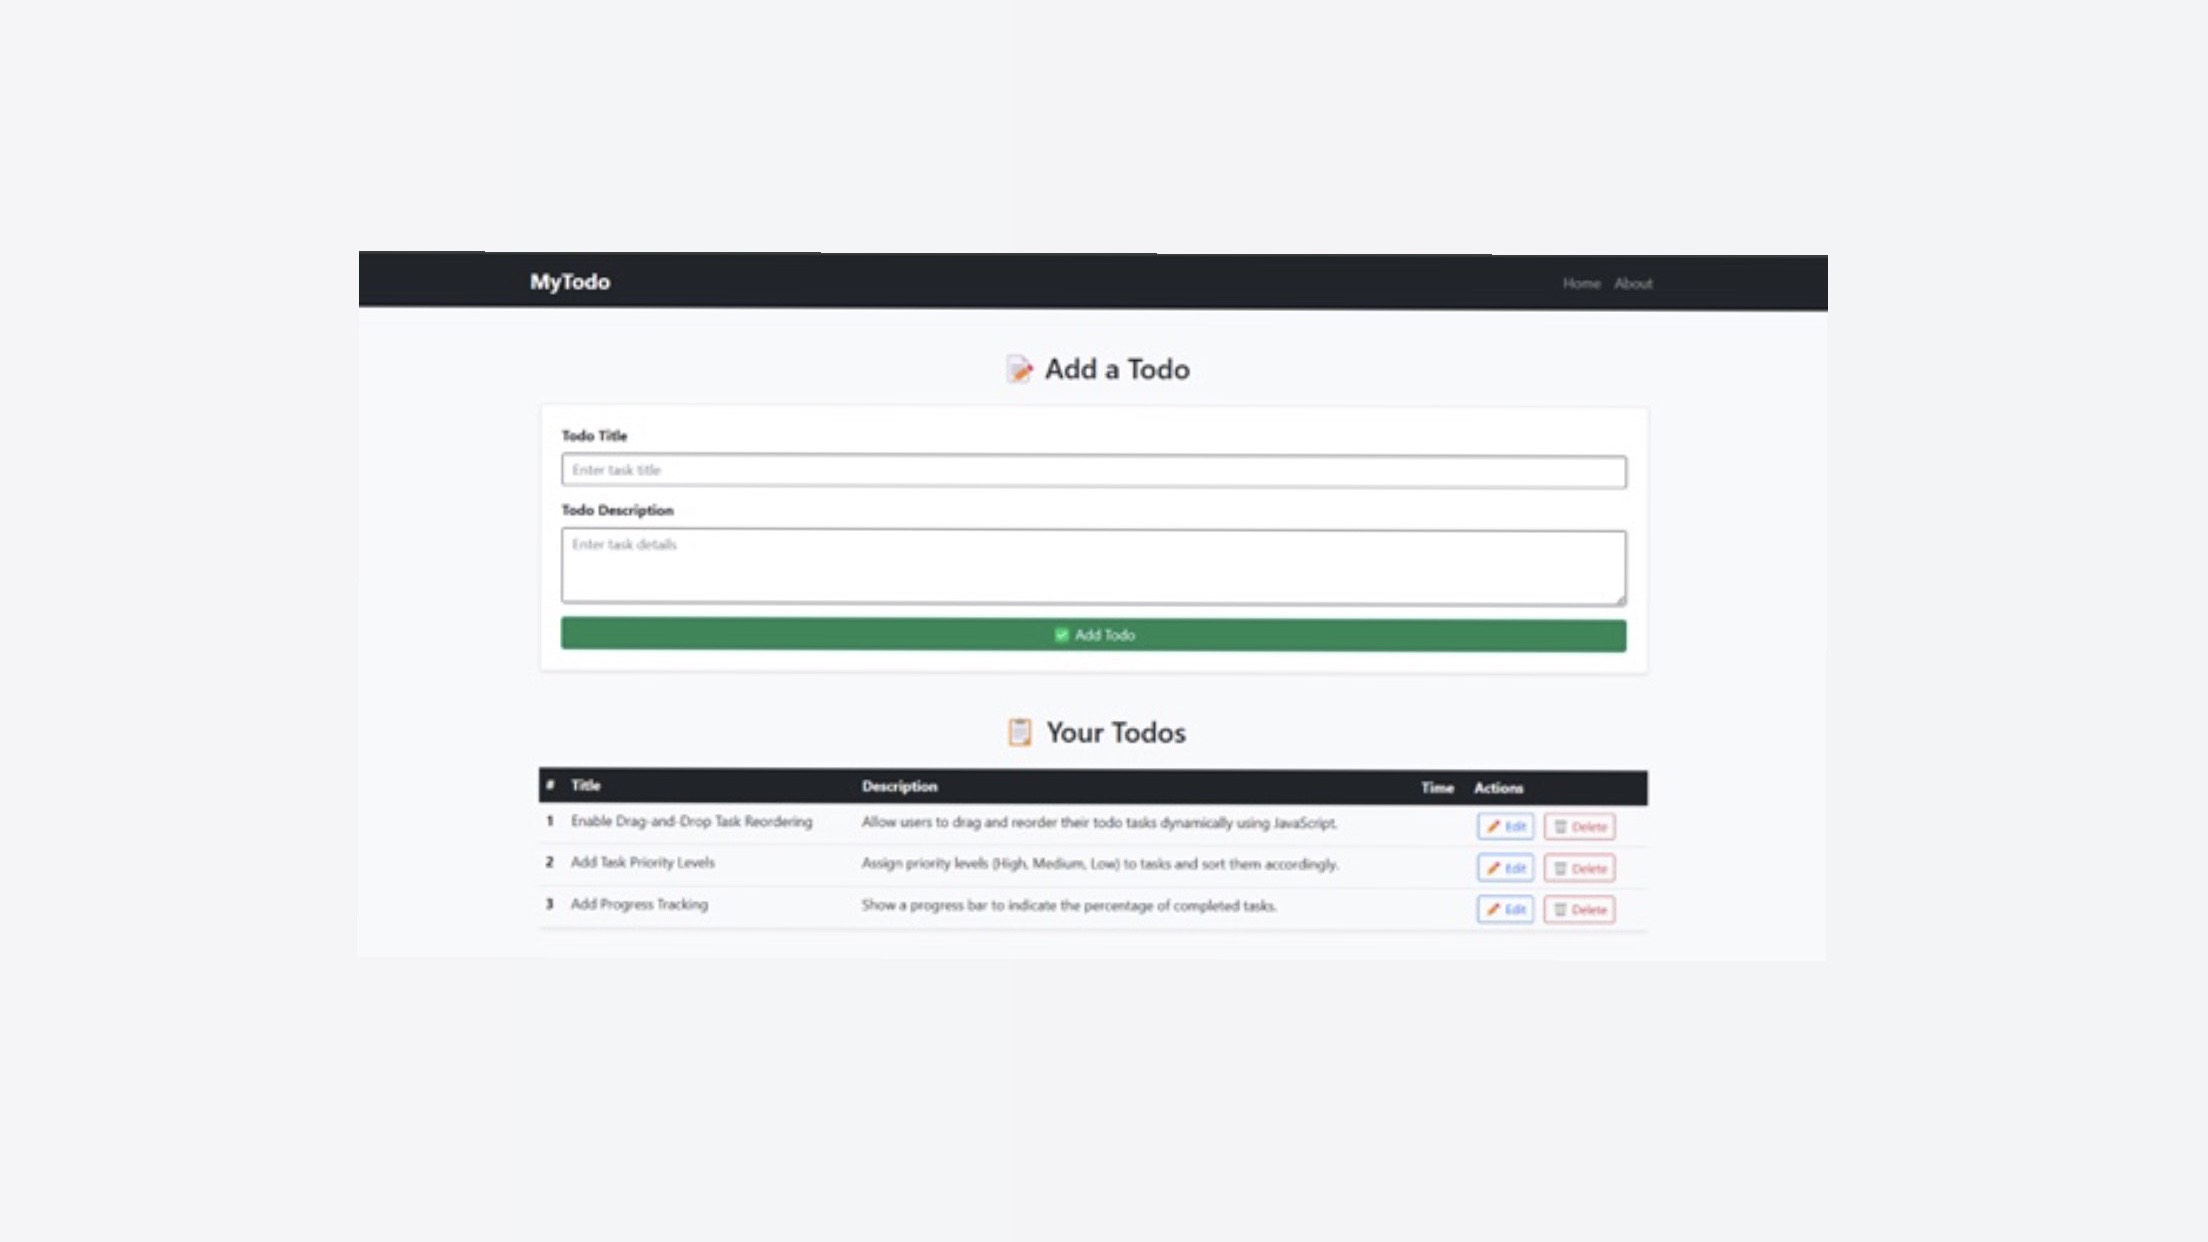 MyTodo Home About
📝 Add a Todo
Todo Title
Enter task title
Todo Description
Enter task details
✅ Add Todo
📋 Your Todos
# Title Description Time Actions
1 Enable Drag-and-Drop Task Reordering Allow users to drag and reorder their todo tasks dynamically using JavaScript. Edit Delete
2 Add Task Priority Levels Assign priority levels (High, Medium, Low) to tasks and sort them accordingly. Edit Delete
3 Add Progress Tracking Show a progress bar to indicate the percentage of completed tasks. Edit Delete